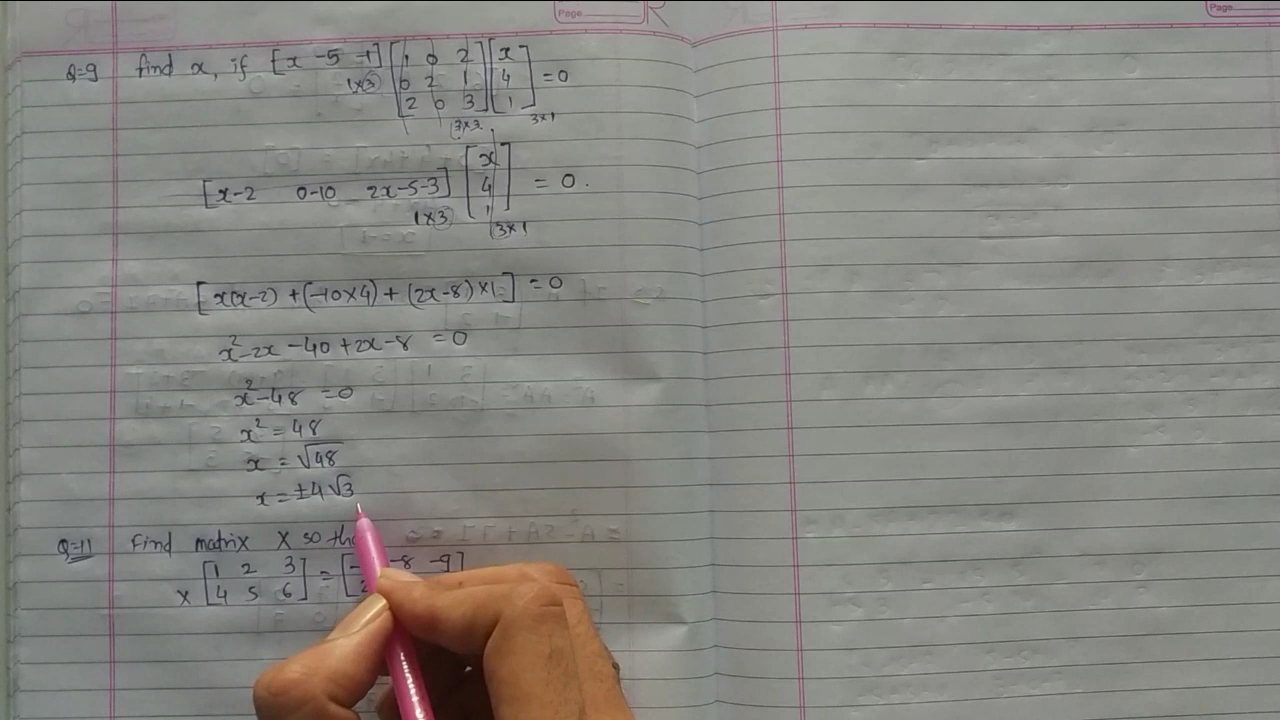 Page
Page
Q=9 find x, if [x -5 -1] [1 0 2 [x
1x3 0 2 1 4 =0
2 0 3] 1]
3x3 3x1
[x-2 0-10 2x-5-3] [x 4 1] = 0.
1x3 3x1
[x(x-2) +(-10x4) + (2x-8)x1] =0
x²-2x -40+2x-8 =0
x²-48 =0
x² = 48
x = √48
x = ±4√3
Q=11 Find matrix X so
X [1 2 3 = [ -8 -9]
4 5 6]